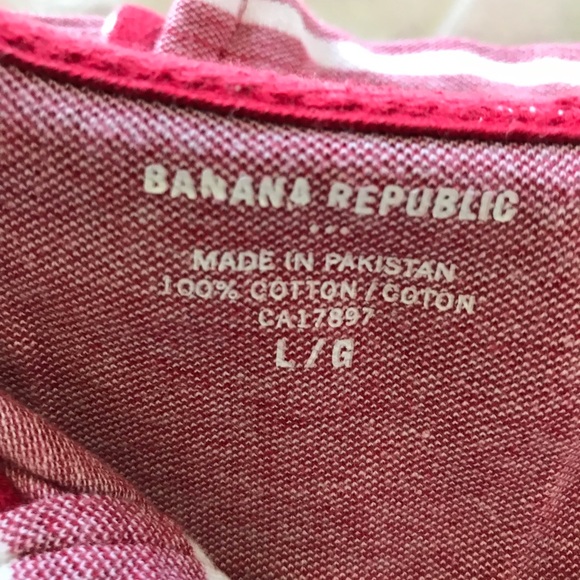 BANANA REPUBLIC
...
MADE IN PAKISTAN
100% COTTON / COTON
CA17897
L / G